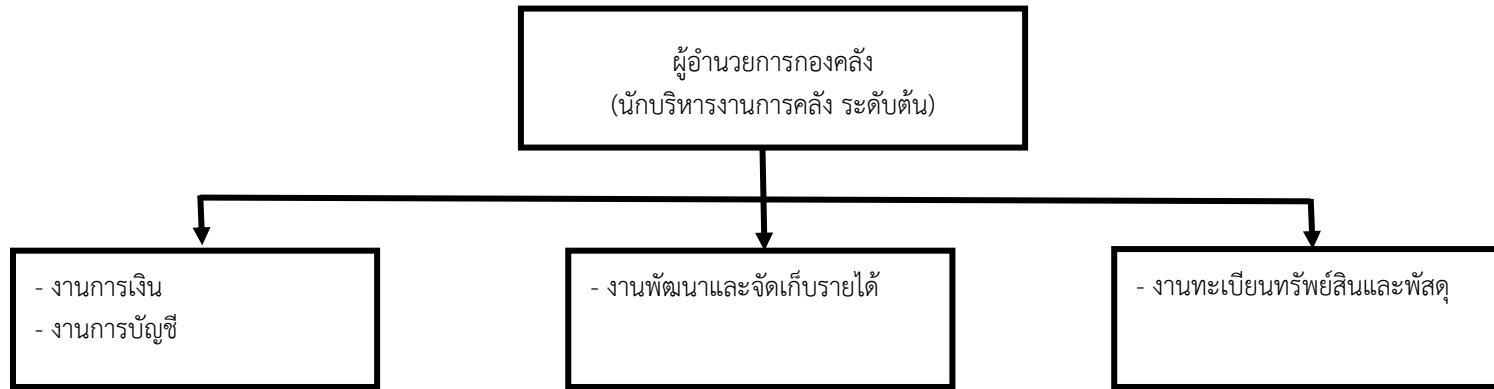 ผู้อำนวยการกองคลัง
(นักบริหารงานการคลัง ระดับต้น)
- งานการเงิน
- งานการบัญชี
- งานพัฒนาและจัดเก็บรายได้
- งานทะเบียนทรัพย์สินและพัสดุ